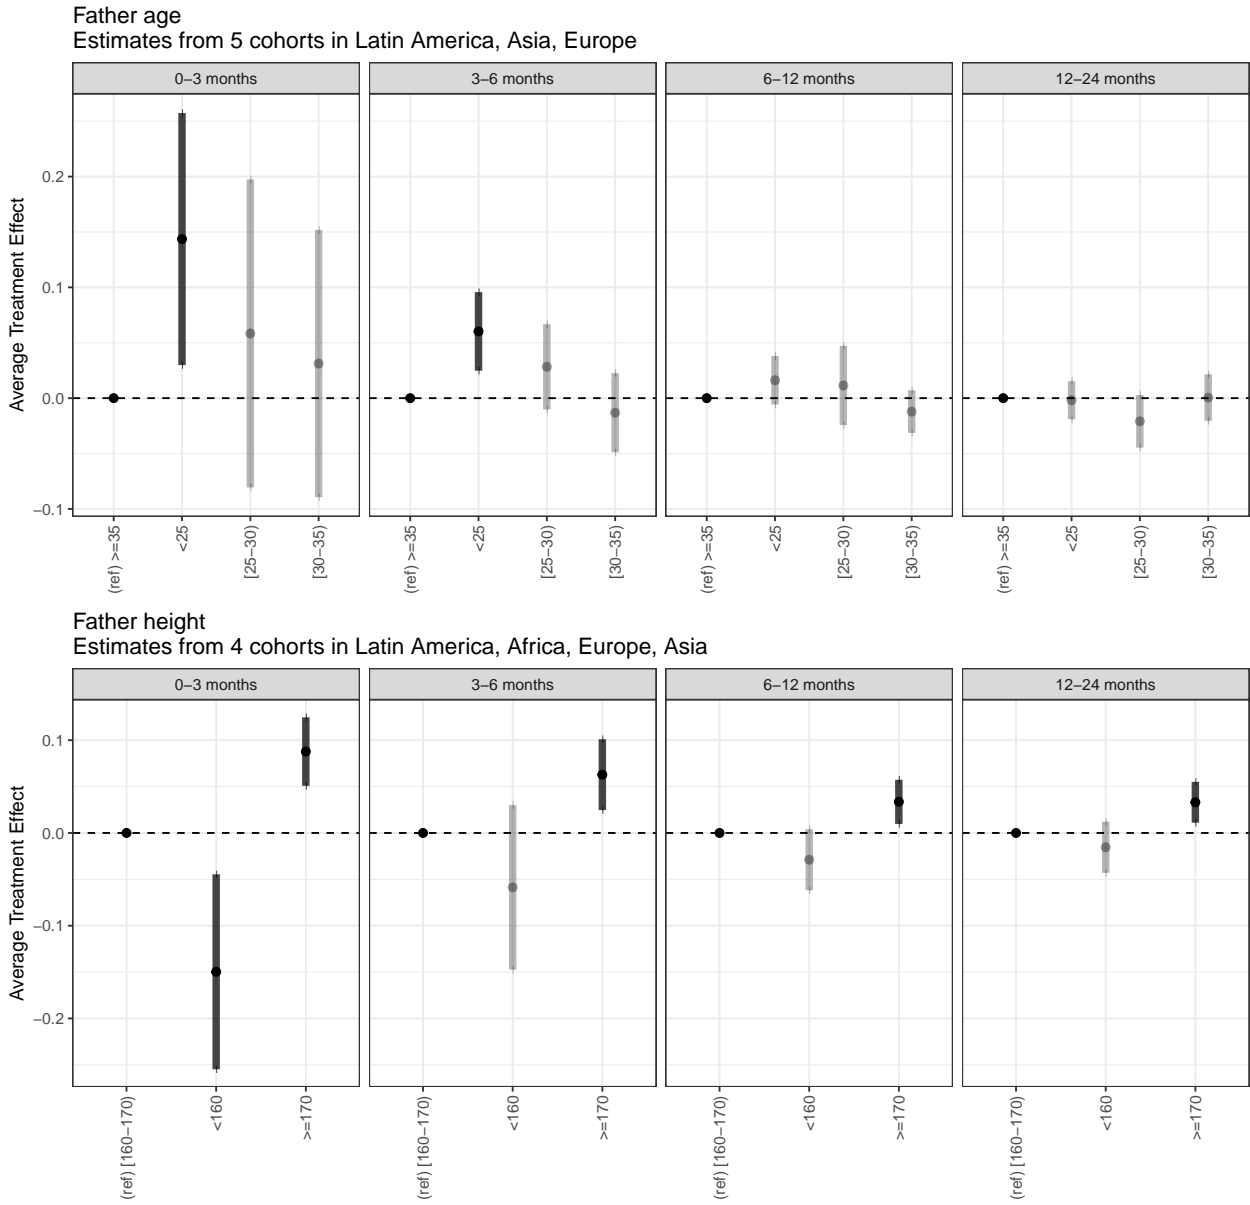 Father age
Estimates from 5 cohorts in Latin America, Asia, Europe
0−3 months
3−6 months
6−12 months
12−24 months
Average Treatment Effect
0.2
0.1
0.0
−0.1
(ref) >=35
<25
[25−30)
[30−35)
(ref) >=35
<25
[25−30)
[30−35)
(ref) >=35
<25
[25−30)
[30−35)
(ref) >=35
<25
[25−30)
[30−35)
Father height
Estimates from 4 cohorts in Latin America, Africa, Europe, Asia
0−3 months
3−6 months
6−12 months
12−24 months
Average Treatment Effect
0.1
0.0
−0.1
−0.2
(ref) [160−170)
<160
>=170
(ref) [160−170)
<160
>=170
(ref) [160−170)
<160
>=170
(ref) [160−170)
<160
>=170